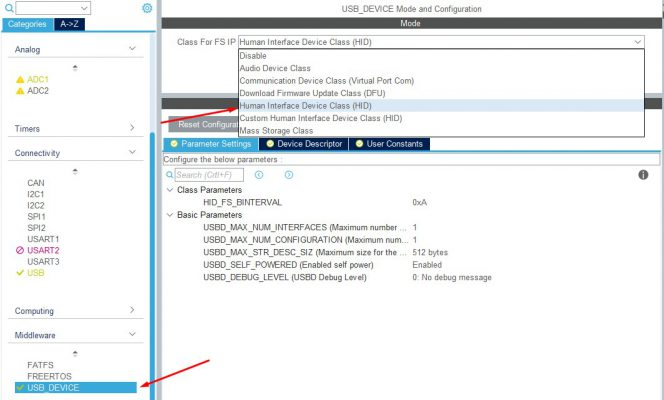 USB_DEVICE Mode and Configuration
Categories A->Z
Mode
Class For FS IP Human Interface Device Class (HID)
Disable
Audio Device Class
Communication Device Class (Virtual Port Com)
Download Firmware Update Class (DFU)
Human Interface Device Class (HID)
Custom Human Interface Device Class (HID)
Mass Storage Class
Analog
ADC1
ADC2
Timers
Connectivity
CAN
I2C1
I2C2
SPI1
SPI2
USART1
USART2
USART3
USB
Computing
Middleware
FATFS
FREERTOS
USB_DEVICE
Reset Configurat
Parameter Settings Device Descriptor User Constants
Configure the below parameters :
Search (Crtl+F)
Class Parameters
HID_FS_BINTERVAL 0xA
Basic Parameters
USBD_MAX_NUM_INTERFACES (Maximum number ... 1
USBD_MAX_NUM_CONFIGURATION (Maximum num... 1
USBD_MAX_STR_DESC_SIZ (Maximum size for the ... 512 bytes
USBD_SELF_POWERED (Enabled self power) Enabled
USBD_DEBUG_LEVEL (USBD Debug Level) 0: No debug message